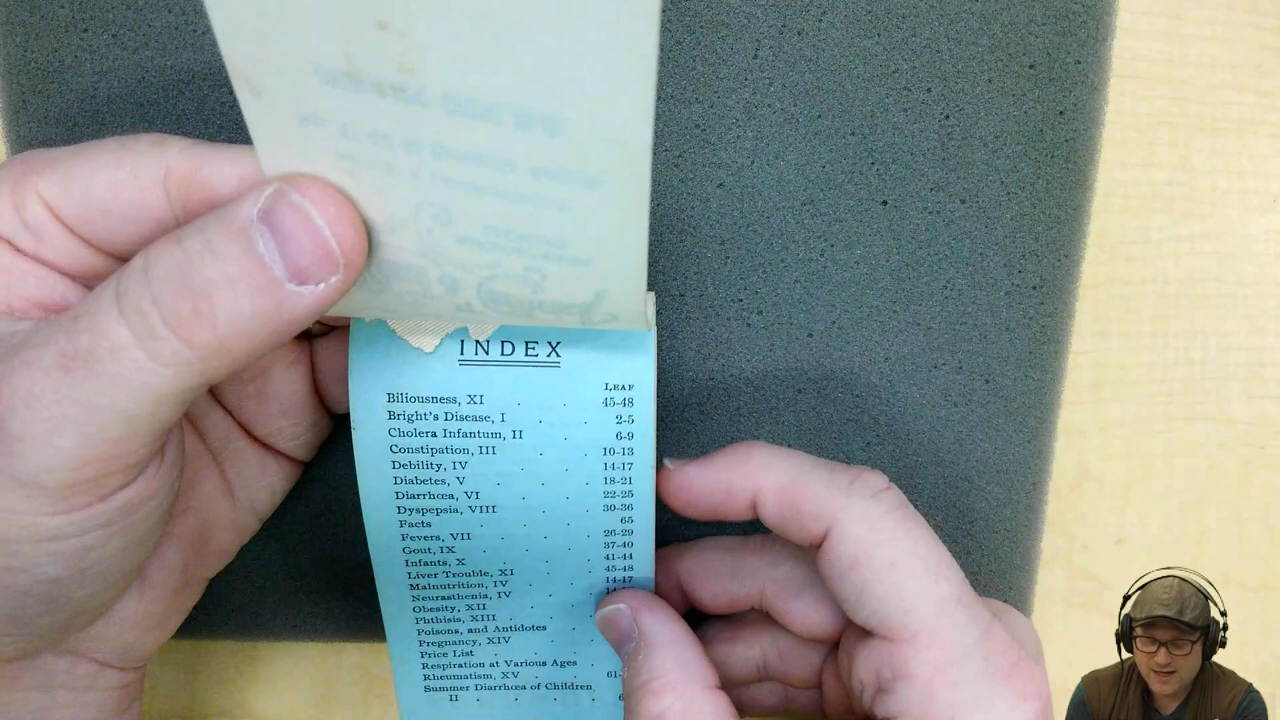 INDEX
LEAF
Biliousness, XI . . 45-48
Bright's Disease, I . . 2-5
Cholera Infantum, II . 6-9
Constipation, III . . 10-13
Debility, IV . . . 14-17
Diabetes, V . . . 18-21
Diarrhœa, VI . . . 22-25
Dyspepsia, VIII . . 30-36
Facts . . . 65
Fevers, VII . . . 26-29
Gout, IX . . . 37-40
Infants, X . . . 41-44
Liver Trouble, XI . . 45-48
Malnutrition, IV . . 14-17
Neurasthenia, IV . .
Obesity, XII . .
Phthisis, XIII . .
Poisons, and Antidotes
Pregnancy, XIV . .
Price List . . .
Respiration at Various Ages .
Rheumatism, XV . .
Summer Diarrhœa of Children
II . . . .